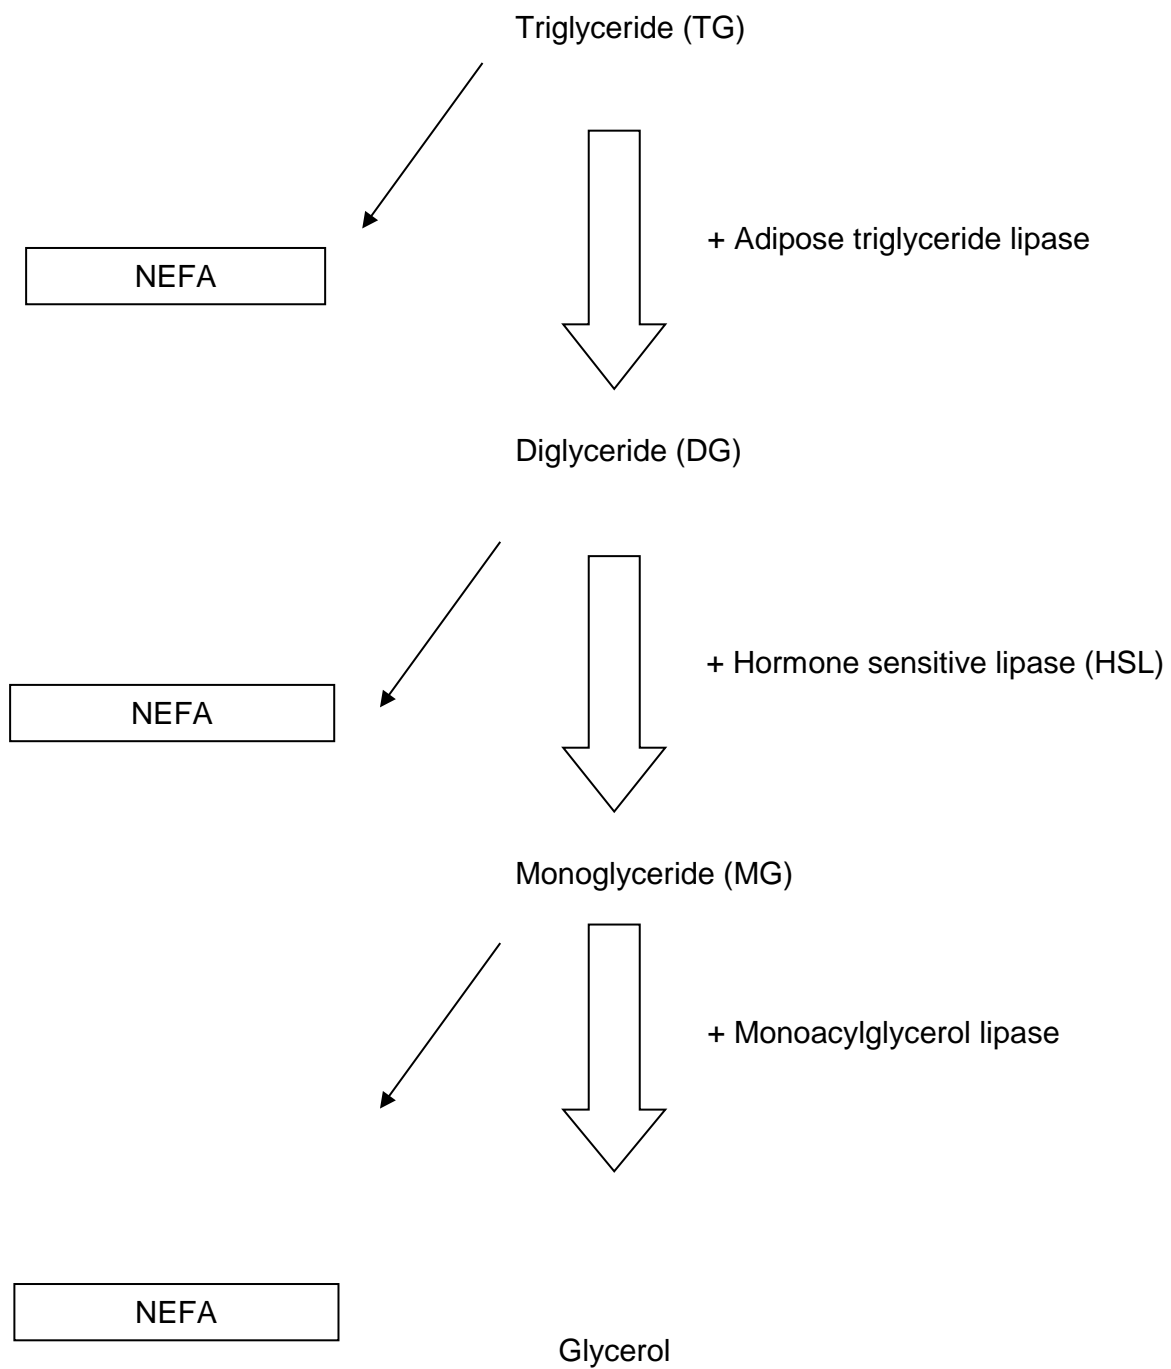 Triglyceride (TG)
+ Adipose triglyceride lipase
NEFA
Diglyceride (DG)
+ Hormone sensitive lipase (HSL)
NEFA
Monoglyceride (MG)
+ Monoacylglycerol lipase
NEFA
Glycerol